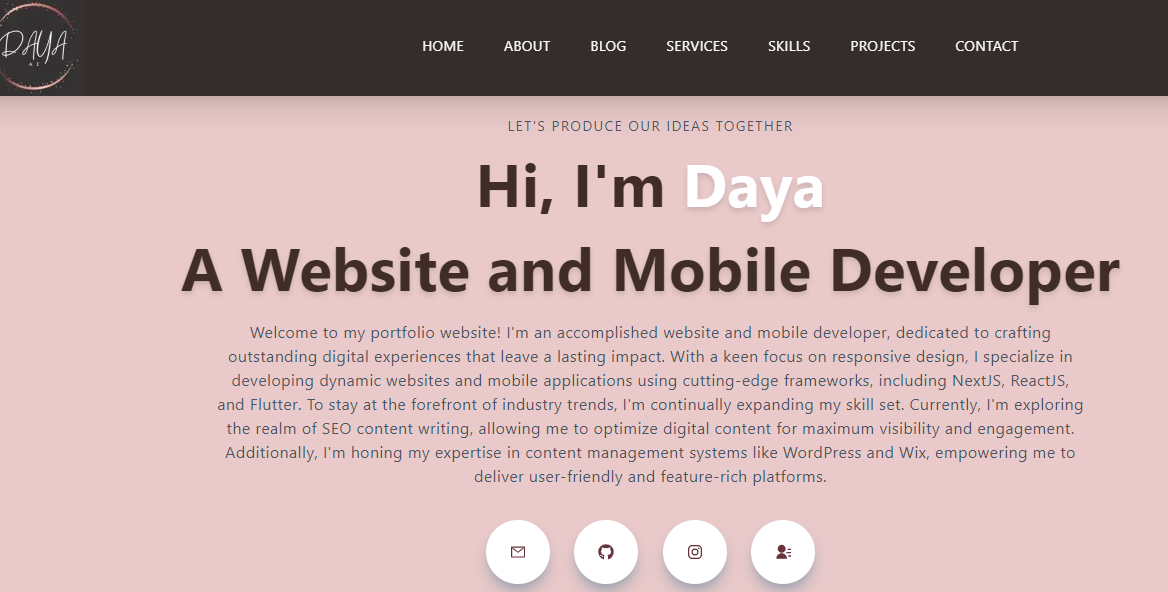 DAYA
HOME ABOUT BLOG SERVICES SKILLS PROJECTS CONTACT
LET'S PRODUCE OUR IDEAS TOGETHER
Hi, I'm Daya
A Website and Mobile Developer
Welcome to my portfolio website! I'm an accomplished website and mobile developer, dedicated to crafting
outstanding digital experiences that leave a lasting impact. With a keen focus on responsive design, I specialize in
developing dynamic websites and mobile applications using cutting-edge frameworks, including NextJS, ReactJS,
and Flutter. To stay at the forefront of industry trends, I'm continually expanding my skill set. Currently, I'm exploring
the realm of SEO content writing, allowing me to optimize digital content for maximum visibility and engagement.
Additionally, I'm honing my expertise in content management systems like WordPress and Wix, empowering me to
deliver user-friendly and feature-rich platforms.